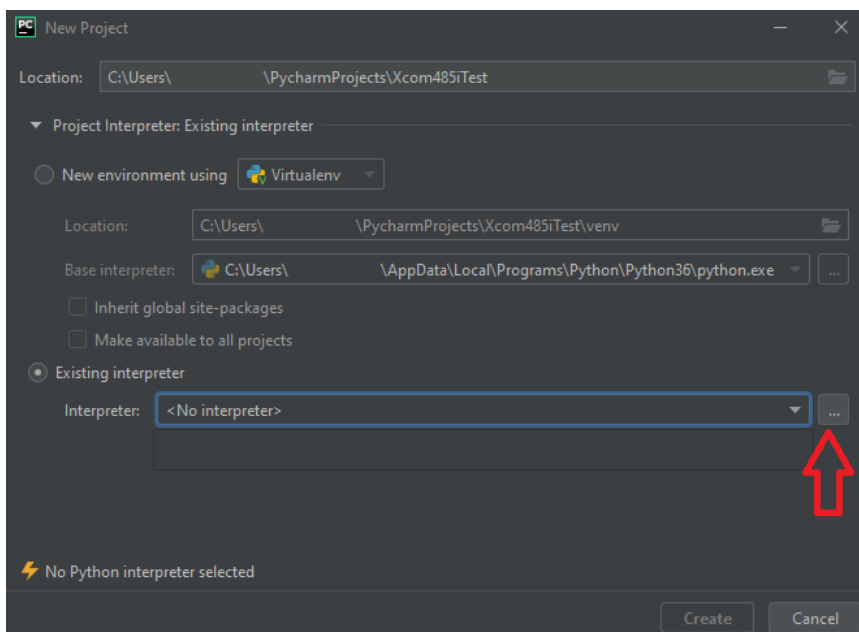 PC New Project
Location: C:\Users\ \PycharmProjects\Xcom485iTest
Project Interpreter: Existing interpreter
New environment using Virtualenv
Location: C:\Users\ \PycharmProjects\Xcom485iTest\venv
Base interpreter: C:\Users\ \AppData\Local\Programs\Python\Python36\python.exe ...
Inherit global site-packages
Make available to all projects
Existing interpreter
Interpreter: <No interpreter> ...
No Python interpreter selected
Create Cancel